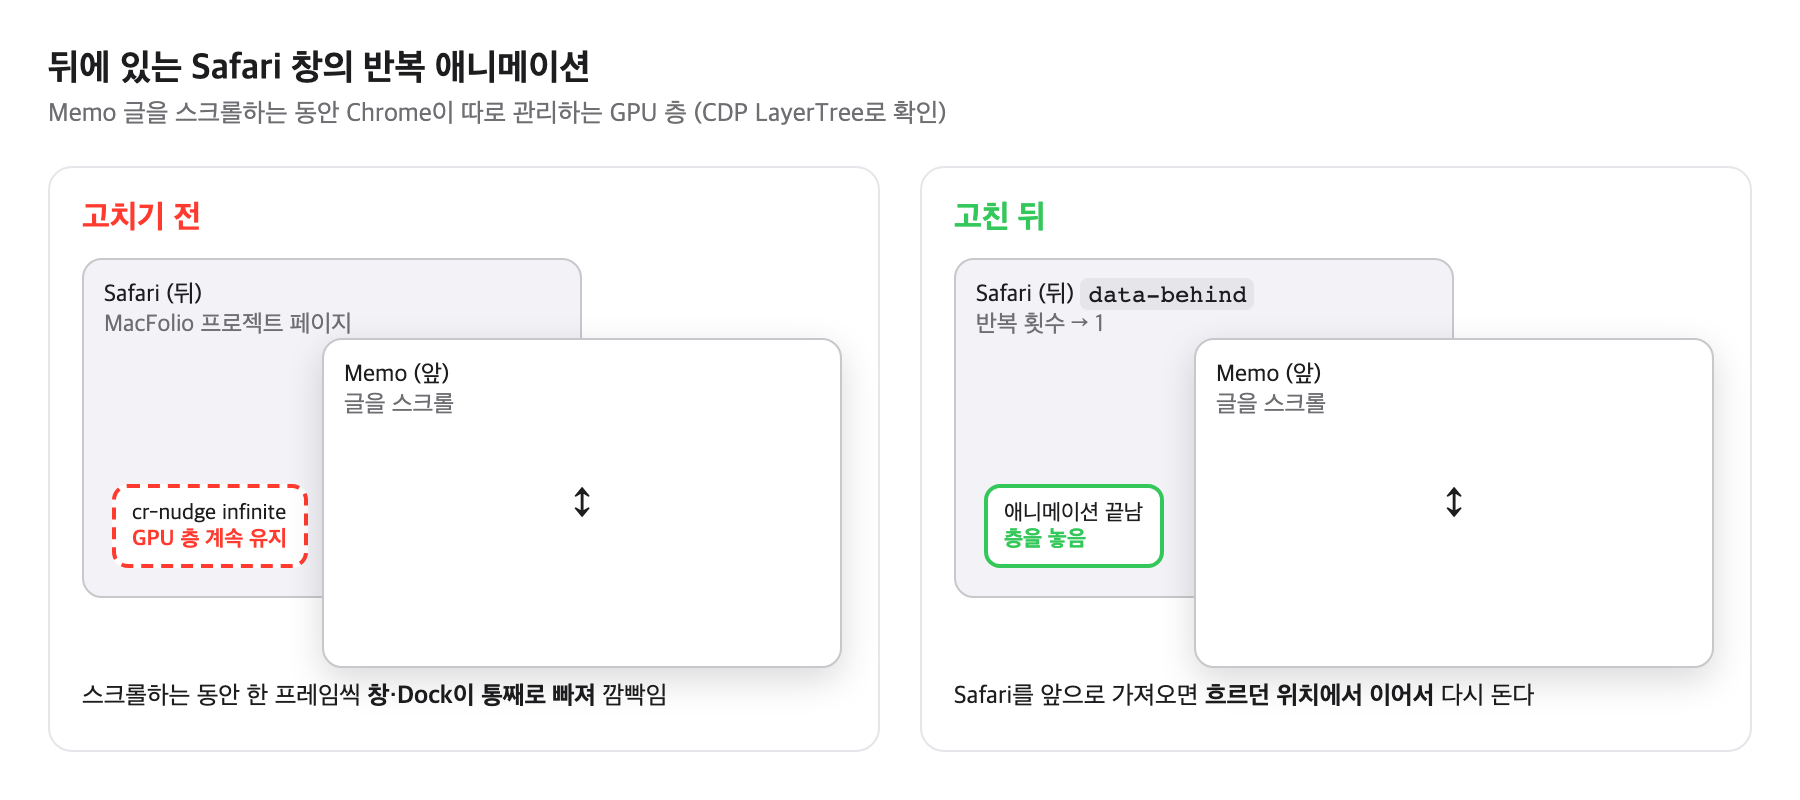 뒤에 있는 Safari 창의 반복 애니메이션
Memo 글을 스크롤하는 동안 Chrome이 따로 관리하는 GPU 층 (CDP LayerTree로 확인)
고치기 전
Safari (뒤)
MacFolio 프로젝트 페이지
Memo (앞)
글을 스크롤
↕
cr-nudge infinite
GPU 층 계속 유지
스크롤하는 동안 한 프레임씩 창·Dock이 통째로 빠져 깜빡임
고친 뒤
Safari (뒤) data-behind
반복 횟수 → 1
Memo (앞)
글을 스크롤
↕
애니메이션 끝남
층을 놓음
Safari를 앞으로 가져오면 흐르던 위치에서 이어서 다시 돈다